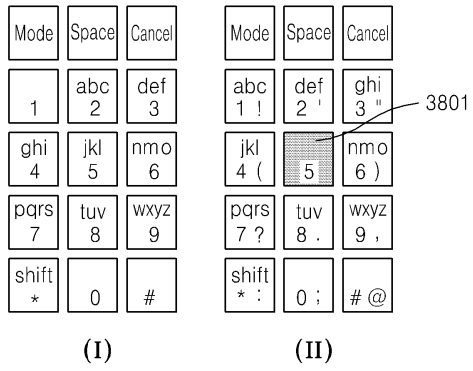 Mode Space Cancel
1
abc 2
def 3
ghi 4
jkl 5
nmo 6
pqrs 7
tuv 8
wxyz 9
shift *
0
#
(I)
Mode Space Cancel
abc 1 !
def 2 '
ghi 3 "
3801
jkl 4 (
5
nmo 6 )
pqrs 7 ?
tuv 8 .
wxyz 9 ,
shift * :
0 ;
# @
(II)